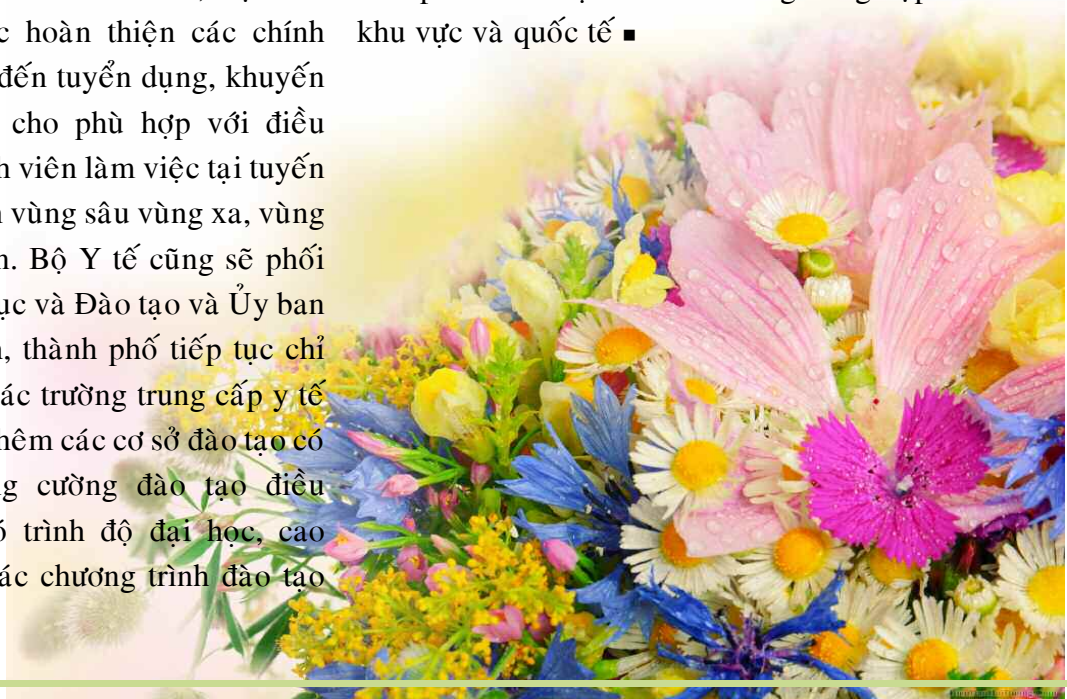 c hoàn thiện các chính
đến tuyển dụng, khuyến
cho phù hợp với điều
h viên làm việc tại tuyến
vùng sâu vùng xa, vùng
n. Bộ Y tế cũng sẽ phối
ục và Đào tạo và Ủy ban
, thành phố tiếp tục chỉ
ác trường trung cấp y tế
hêm các cơ sở đào tạo có
g cường đào tạo điều
ó trình độ đại học, cao
ác chương trình đào tạo
khu vực và quốc tế ■